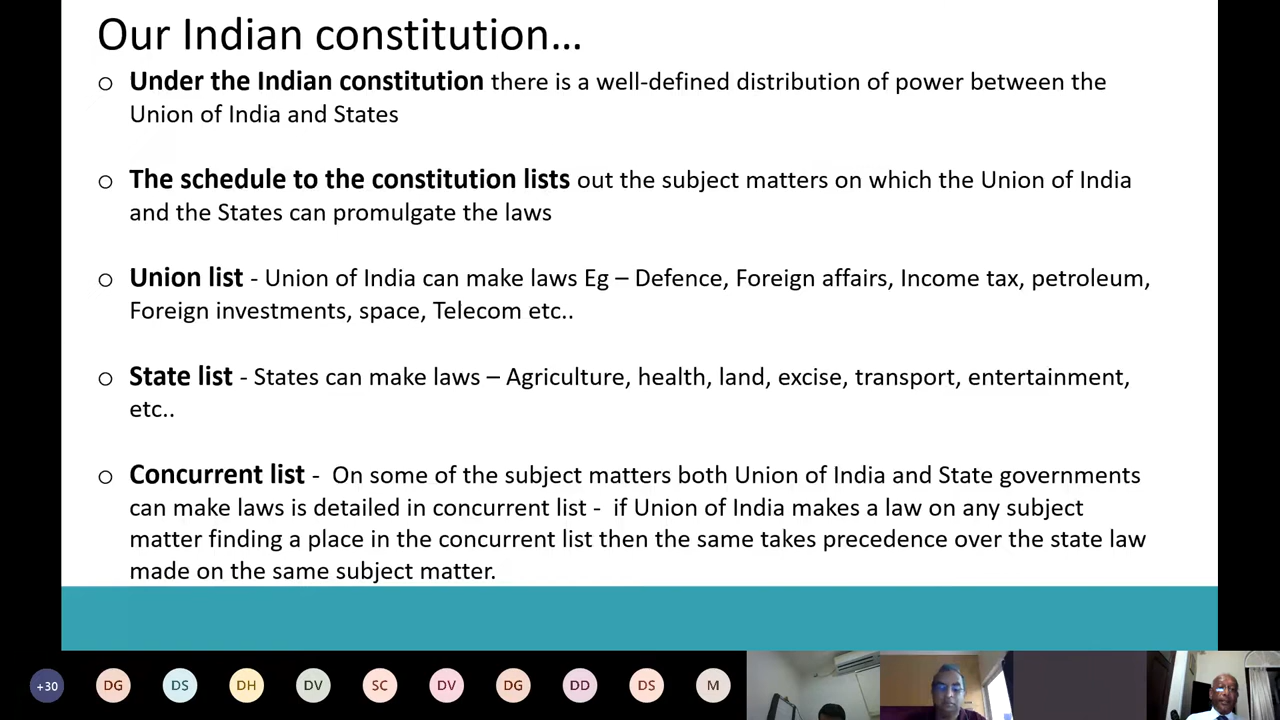 Our Indian constitution...
○ Under the Indian constitution there is a well-defined distribution of power between the
Union of India and States
○ The schedule to the constitution lists out the subject matters on which the Union of India
and the States can promulgate the laws
○ Union list - Union of India can make laws Eg – Defence, Foreign affairs, Income tax, petroleum,
Foreign investments, space, Telecom etc..
○ State list - States can make laws – Agriculture, health, land, excise, transport, entertainment,
etc..
○ Concurrent list - On some of the subject matters both Union of India and State governments
can make laws is detailed in concurrent list - if Union of India makes a law on any subject
matter finding a place in the concurrent list then the same takes precedence over the state law
made on the same subject matter.
+30 DG DS DH DV SC DV DG DD DS M